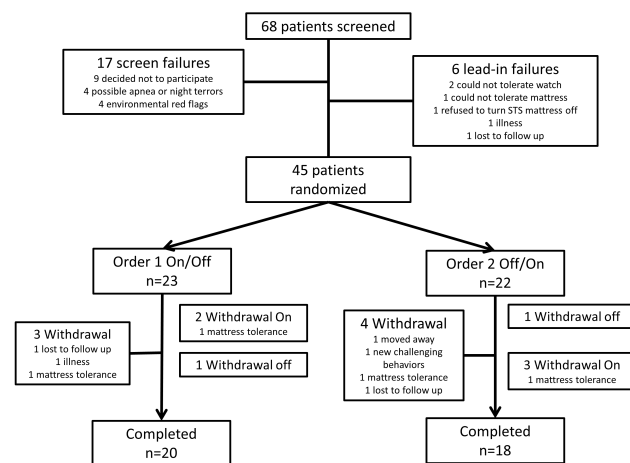 68 patients screened
17 screen failures
9 decided not to participate
4 possible apnea or night terrors
4 environmental red flags
6 lead-in failures
2 could not tolerate watch
1 could not tolerate mattress
1 refused to turn STS mattress off
1 illness
1 lost to follow up
45 patients
randomized
Order 1 On/Off
n=23
Order 2 Off/On
n=22
3 Withdrawal
1 lost to follow up
1 illness
1 mattress tolerance
2 Withdrawal On
1 mattress tolerance
1 Withdrawal off
4 Withdrawal
1 moved away
1 new challenging
behaviors
1 mattress tolerance
1 lost to follow up
1 Withdrawal off
3 Withdrawal On
1 mattress tolerance
Completed
n=20
Completed
n=18